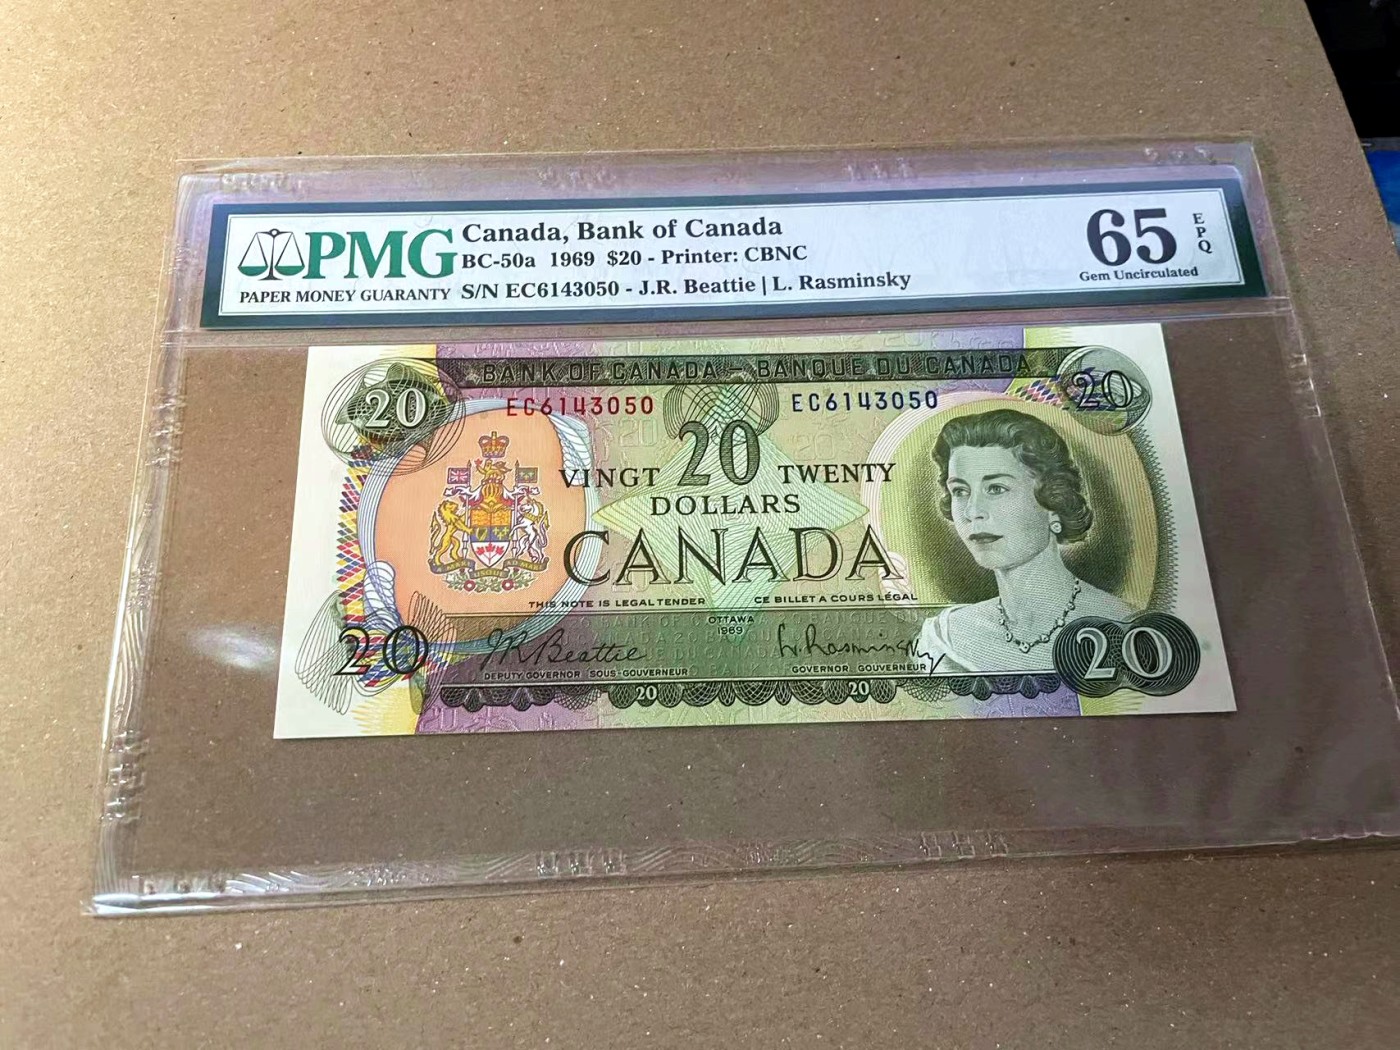 PMG
PAPER MONEY GUARANTY
Canada, Bank of Canada
BC-50a 1969 $20 - Printer: CBNC
S/N EC6143050 - J.R. Beattie | L. Rasminsky
65
EPQ
Gem Uncirculated
BANK OF CANADA – BANQUE DU CANADA
20 20
EC6143050 EC6143050
VINGT 20 TWENTY
DOLLARS
CANADA
THIS NOTE IS LEGAL TENDER CE BILLET A COURS LÉGAL
OTTAWA
1969
20 JR Beattie L. Rasminsky 20
DEPUTY GOVERNOR SOUS-GOUVERNEUR GOVERNOR GOUVERNEUR
20 20